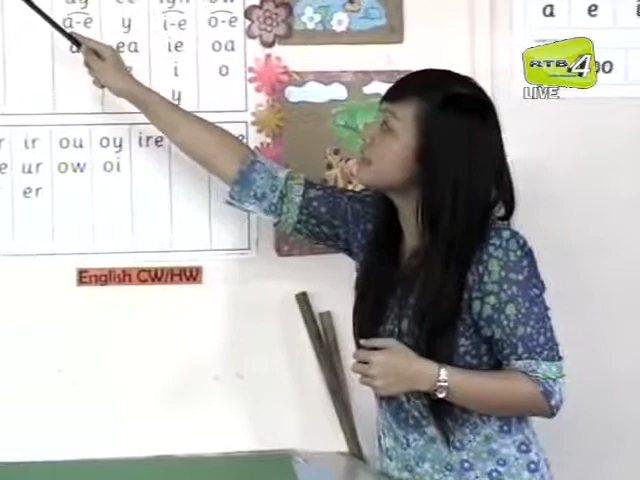 ay ee igh ow
a-e y i-e o-e
ea ie oa
i o
y
a e
RTB4
LIVE
oo
r ir ou oy ire
ur ow oi
er
English CW/HW